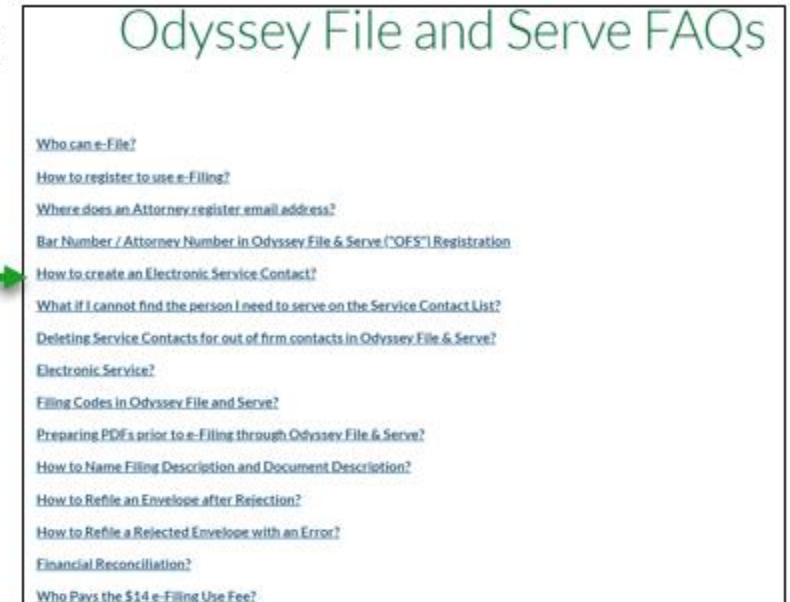 Odyssey File and Serve FAQs
Who can e-File?
How to register to use e-Filing?
Where does an Attorney register email address?
Bar Number / Attorney Number in Odyssey File & Serve ("OFS") Registration
How to create an Electronic Service Contact?
What if I cannot find the person I need to serve on the Service Contact List?
Deleting Service Contacts for out of firm contacts in Odyssey File & Serve?
Electronic Service?
Filing Codes in Odyssey File and Serve?
Preparing PDFs prior to e-Filing through Odyssey File & Serve?
How to Name Filing Description and Document Description?
How to Refile an Envelope after Rejection?
How to Refile a Rejected Envelope with an Error?
Financial Reconciliation?
Who Pays the $14 e-Filing Use Fee?